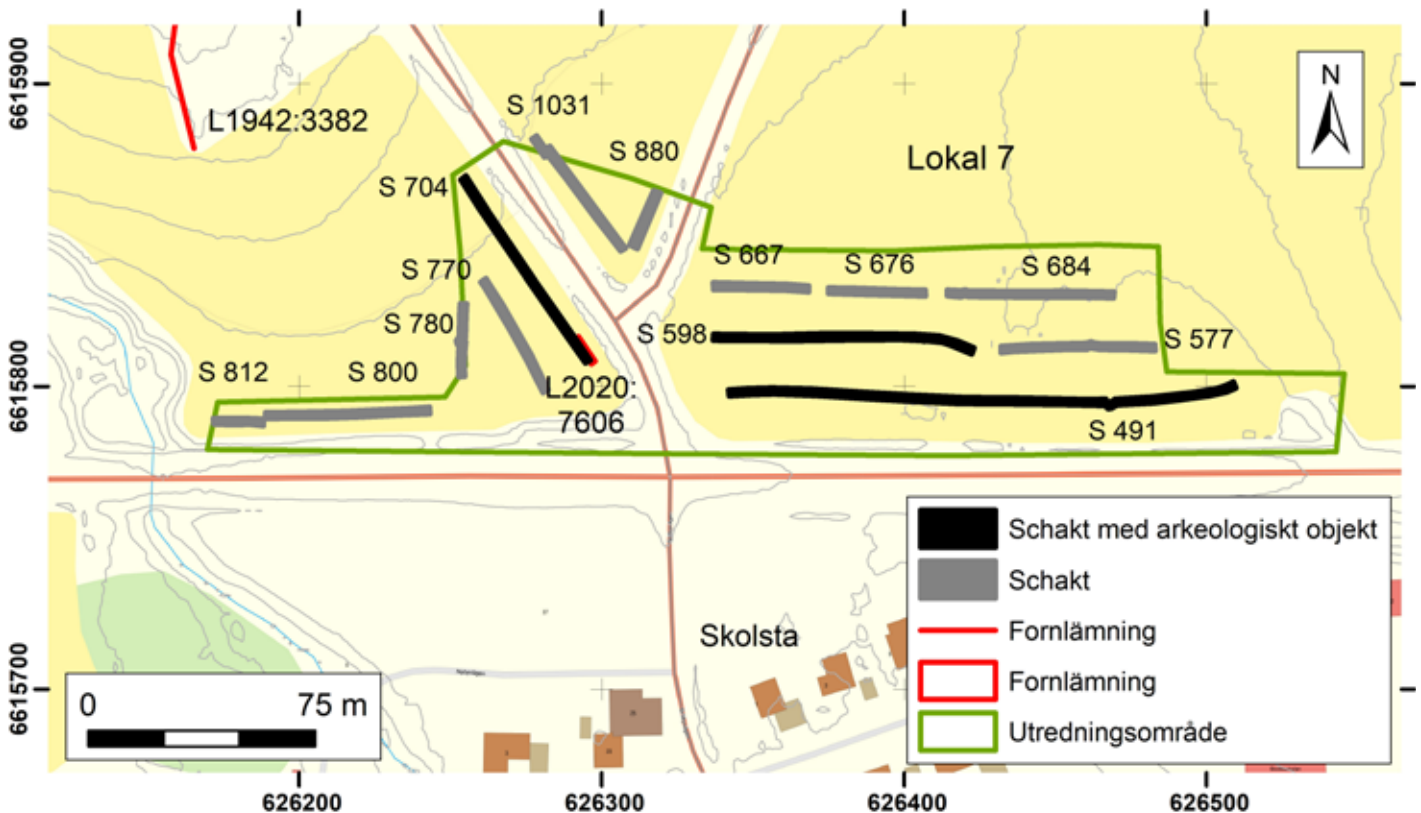 6615900
6615800
6615700
L1942:3382
S 1031
S 880
Lokal 7
N
S 704
S 770
S 667
S 676
S 684
S 780
S 598
S 577
S 812
S 800
L2020:
7606
S 491
Skolsta
Schakt med arkeologiskt objekt
Schakt
Fornlämning
Fornlämning
Utredningsområde
0 75 m
626200
626300
626400
626500